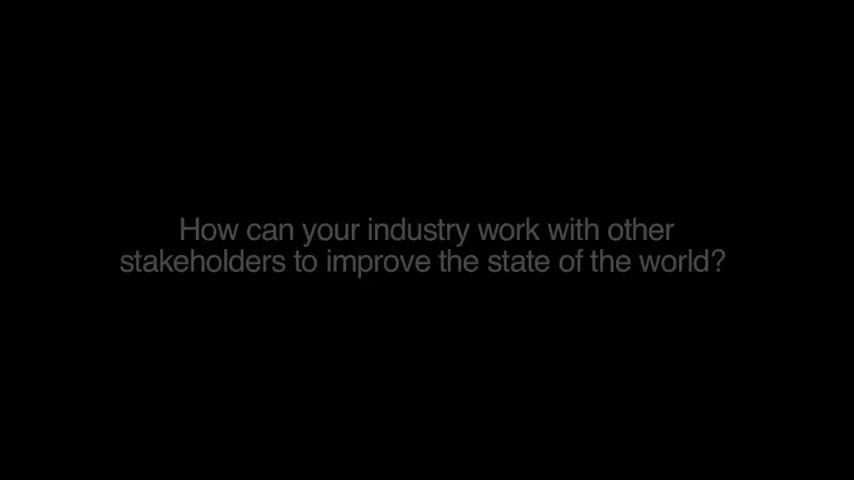 How can your industry work with other
stakeholders to improve the state of the world?